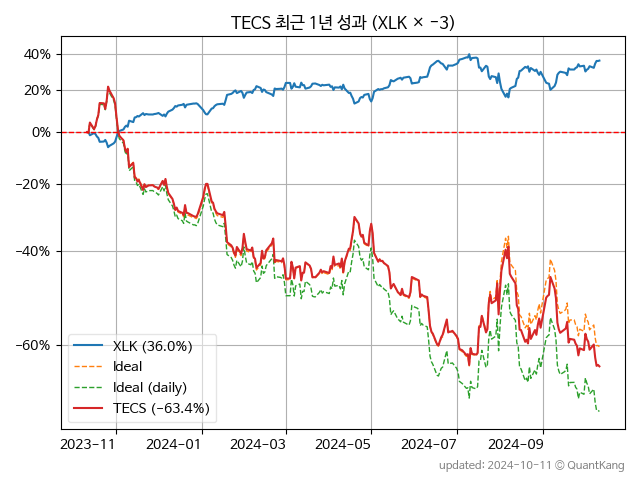 TECS 최근 1년 성과 (XLK × −3)
40%
20%
0%
−20%
−40%
−60%
XLK (36.0%)
Ideal
Ideal (daily)
TECS (−63.4%)
2023-11
2024-01
2024-03
2024-05
2024-07
2024-09
updated: 2024-10-11 © QuantKang